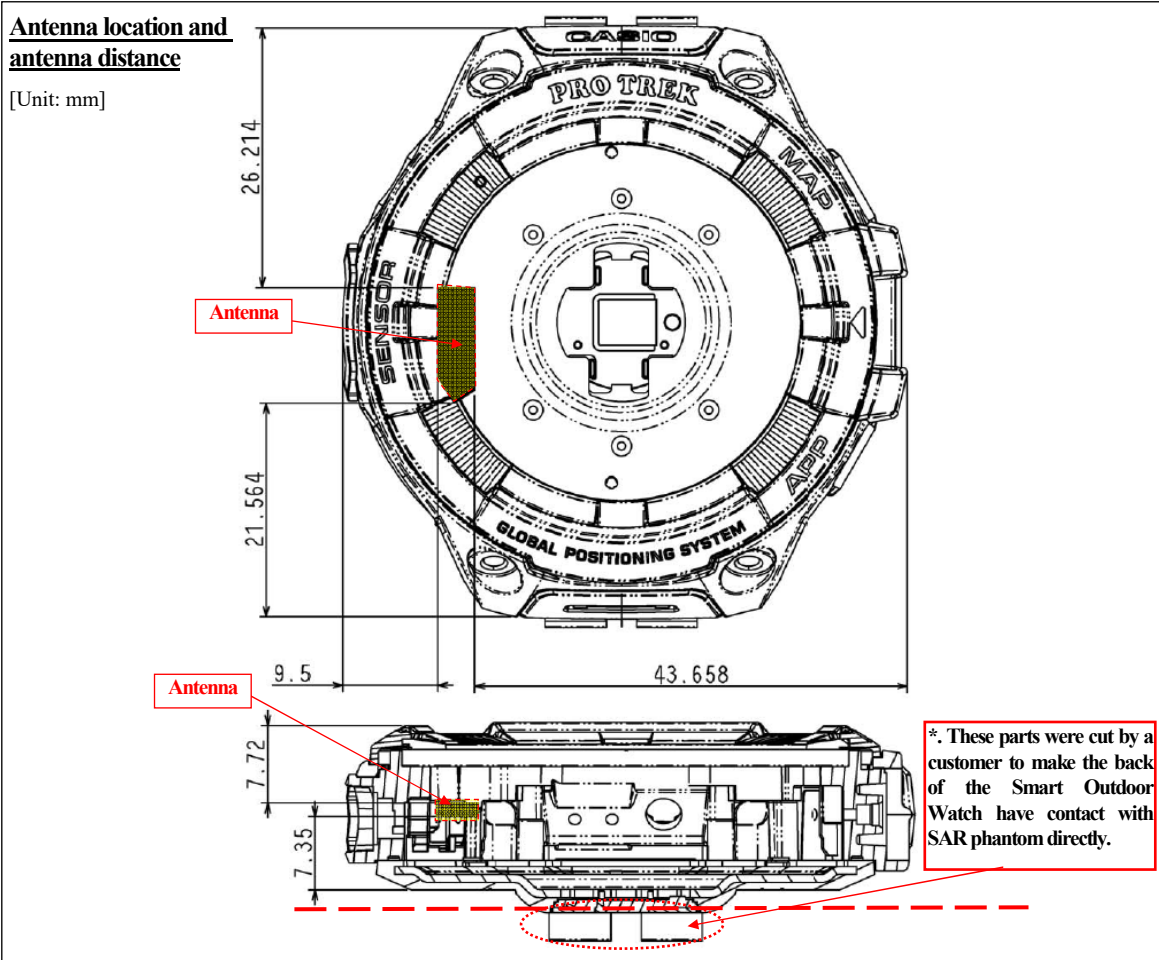 Antenna location and
antenna distance
[Unit: mm]
CASIO
PRO TREK
MAP
26.214
SENSOR
Antenna
21.564
APP
GLOBAL POSITIONING SYSTEM
9.5
43.658
Antenna
7.72
7.35
*. These parts were cut by a
customer to make the back
of the Smart Outdoor
Watch have contact with
SAR phantom directly.